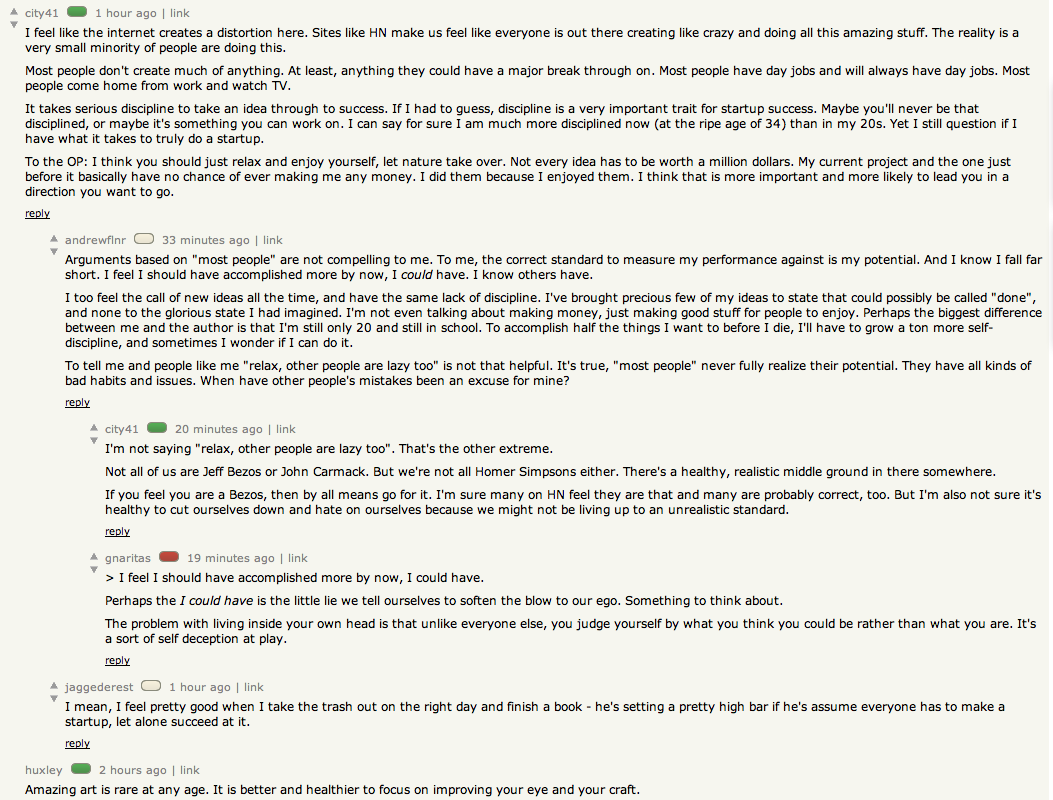 city41 1 hour ago | link
I feel like the internet creates a distortion here. Sites like HN make us feel like everyone is out there creating like crazy and doing all this amazing stuff. The reality is a
very small minority of people are doing this.
Most people don't create much of anything. At least, anything they could have a major break through on. Most people have day jobs and will always have day jobs. Most
people come home from work and watch TV.
It takes serious discipline to take an idea through to success. If I had to guess, discipline is a very important trait for startup success. Maybe you'll never be that
disciplined, or maybe it's something you can work on. I can say for sure I am much more disciplined now (at the ripe age of 34) than in my 20s. Yet I still question if I
have what it takes to truly do a startup.
To the OP: I think you should just relax and enjoy yourself, let nature take over. Not every idea has to be worth a million dollars. My current project and the one just
before it basically have no chance of ever making me any money. I did them because I enjoyed them. I think that is more important and more likely to lead you in a
direction you want to go.
reply
andrewflnr 33 minutes ago | link
Arguments based on "most people" are not compelling to me. To me, the correct standard to measure my performance against is my potential. And I know I fall far
short. I feel I should have accomplished more by now, I could have. I know others have.
I too feel the call of new ideas all the time, and have the same lack of discipline. I've brought precious few of my ideas to state that could possibly be called "done",
and none to the glorious state I had imagined. I'm not even talking about making money, just making good stuff for people to enjoy. Perhaps the biggest difference
between me and the author is that I'm still only 20 and still in school. To accomplish half the things I want to before I die, I'll have to grow a ton more self-
discipline, and sometimes I wonder if I can do it.
To tell me and people like me "relax, other people are lazy too" is not that helpful. It's true, "most people" never fully realize their potential. They have all kinds of
bad habits and issues. When have other people's mistakes been an excuse for mine?
reply
city41 20 minutes ago | link
I'm not saying "relax, other people are lazy too". That's the other extreme.
Not all of us are Jeff Bezos or John Carmack. But we're not all Homer Simpsons either. There's a healthy, realistic middle ground in there somewhere.
If you feel you are a Bezos, then by all means go for it. I'm sure many on HN feel they are that and many are probably correct, too. But I'm also not sure it's
healthy to cut ourselves down and hate on ourselves because we might not be living up to an unrealistic standard.
reply
gnaritas 19 minutes ago | link
> I feel I should have accomplished more by now, I could have.
Perhaps the I could have is the little lie we tell ourselves to soften the blow to our ego. Something to think about.
The problem with living inside your own head is that unlike everyone else, you judge yourself by what you think you could be rather than what you are. It's
a sort of self deception at play.
reply
jaggederest 1 hour ago | link
I mean, I feel pretty good when I take the trash out on the right day and finish a book - he's setting a pretty high bar if he's assume everyone has to make a
startup, let alone succeed at it.
reply
huxley 2 hours ago | link
Amazing art is rare at any age. It is better and healthier to focus on improving your eye and your craft.